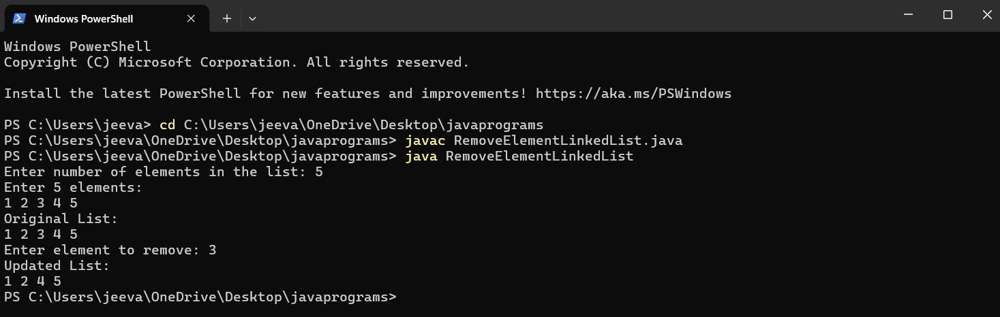 Windows PowerShell
Windows PowerShell
Copyright (C) Microsoft Corporation. All rights reserved.
Install the latest PowerShell for new features and improvements! https://aka.ms/PSWindows
PS C:\Users\jeeva> cd C:\Users\jeeva\OneDrive\Desktop\javaprograms
PS C:\Users\jeeva\OneDrive\Desktop\javaprograms> javac RemoveElementLinkedList.java
PS C:\Users\jeeva\OneDrive\Desktop\javaprograms> java RemoveElementLinkedList
Enter number of elements in the list: 5
Enter 5 elements:
1 2 3 4 5
Original List:
1 2 3 4 5
Enter element to remove: 3
Updated List:
1 2 4 5
PS C:\Users\jeeva\OneDrive\Desktop\javaprograms>